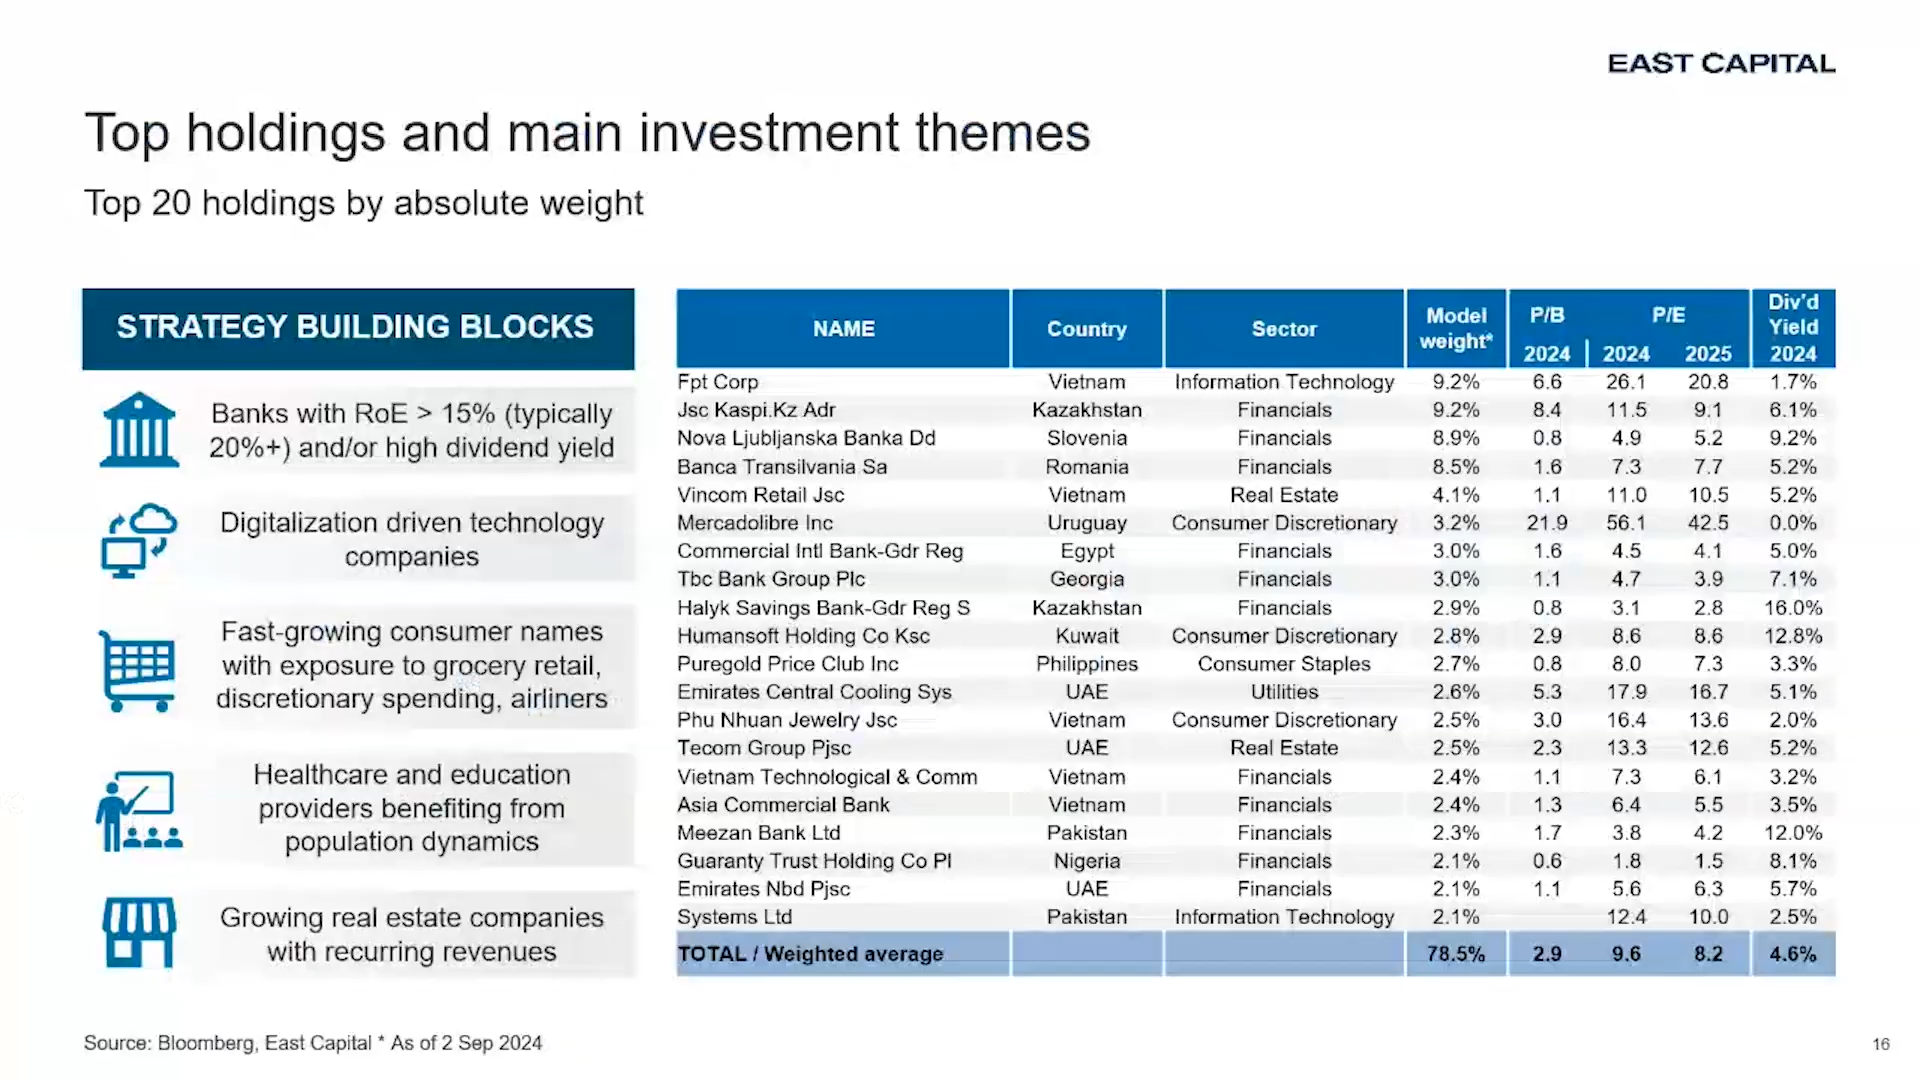 EAST CAPITAL
Top holdings and main investment themes
Top 20 holdings by absolute weight
STRATEGY BUILDING BLOCKS
Banks with RoE > 15% (typically
20%+) and/or high dividend yield
Digitalization driven technology
companies
Fast-growing consumer names
with exposure to grocery retail,
discretionary spending, airliners
Healthcare and education
providers benefiting from
population dynamics
Growing real estate companies
with recurring revenues
NAME Country Sector Model weight* P/B 2024 P/E 2024 2025 Div'd Yield 2024
Fpt Corp Vietnam Information Technology 9.2% 6.6 26.1 20.8 1.7%
Jsc Kaspi.Kz Adr Kazakhstan Financials 9.2% 8.4 11.5 9.1 6.1%
Nova Ljubljanska Banka Dd Slovenia Financials 8.9% 0.8 4.9 5.2 9.2%
Banca Transilvania Sa Romania Financials 8.5% 1.6 7.3 7.7 5.2%
Vincom Retail Jsc Vietnam Real Estate 4.1% 1.1 11.0 10.5 5.2%
Mercadolibre Inc Uruguay Consumer Discretionary 3.2% 21.9 56.1 42.5 0.0%
Commercial Intl Bank-Gdr Reg Egypt Financials 3.0% 1.6 4.5 4.1 5.0%
Tbc Bank Group Plc Georgia Financials 3.0% 1.1 4.7 3.9 7.1%
Halyk Savings Bank-Gdr Reg S Kazakhstan Financials 2.9% 0.8 3.1 2.8 16.0%
Humansoft Holding Co Ksc Kuwait Consumer Discretionary 2.8% 2.9 8.6 8.6 12.8%
Puregold Price Club Inc Philippines Consumer Staples 2.7% 0.8 8.0 7.3 3.3%
Emirates Central Cooling Sys UAE Utilities 2.6% 5.3 17.9 16.7 5.1%
Phu Nhuan Jewelry Jsc Vietnam Consumer Discretionary 2.5% 3.0 16.4 13.6 2.0%
Tecom Group Pjsc UAE Real Estate 2.5% 2.3 13.3 12.6 5.2%
Vietnam Technological & Comm Vietnam Financials 2.4% 1.1 7.3 6.1 3.2%
Asia Commercial Bank Vietnam Financials 2.4% 1.3 6.4 5.5 3.5%
Meezan Bank Ltd Pakistan Financials 2.3% 1.7 3.8 4.2 12.0%
Guaranty Trust Holding Co Pl Nigeria Financials 2.1% 0.6 1.8 1.5 8.1%
Emirates Nbd Pjsc UAE Financials 2.1% 1.1 5.6 6.3 5.7%
Systems Ltd Pakistan Information Technology 2.1% 12.4 10.0 2.5%
TOTAL / Weighted average 78.5% 2.9 9.6 8.2 4.6%
Source: Bloomberg, East Capital * As of 2 Sep 2024
16